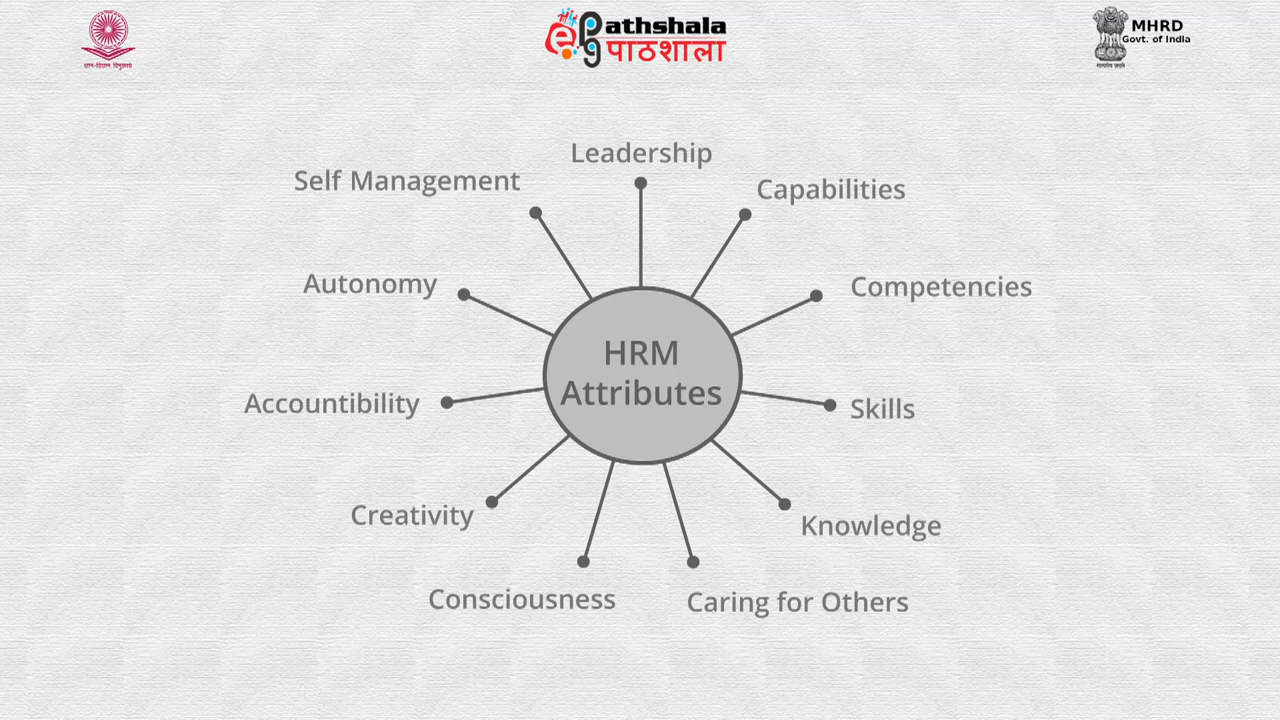 athshala
पाठशाला
MHRD
Govt. of India
Leadership
Self Management
Capabilities
Autonomy
Competencies
HRM
Attributes
Accountibility
Skills
Creativity
Knowledge
Consciousness
Caring for Others